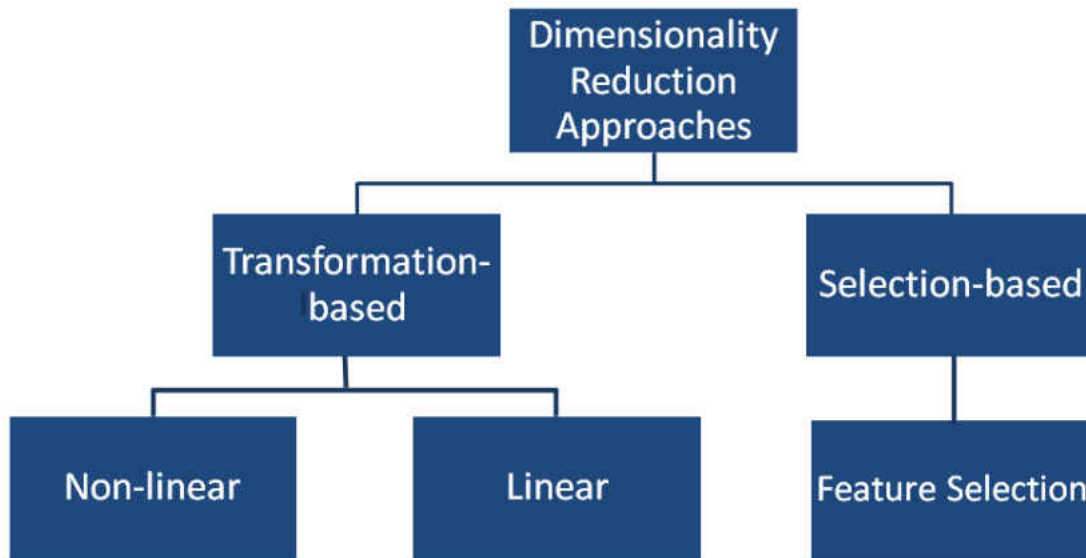 Dimensionality
Reduction
Approaches
Transformation-
based
Selection-based
Non-linear
Linear
Feature Selection